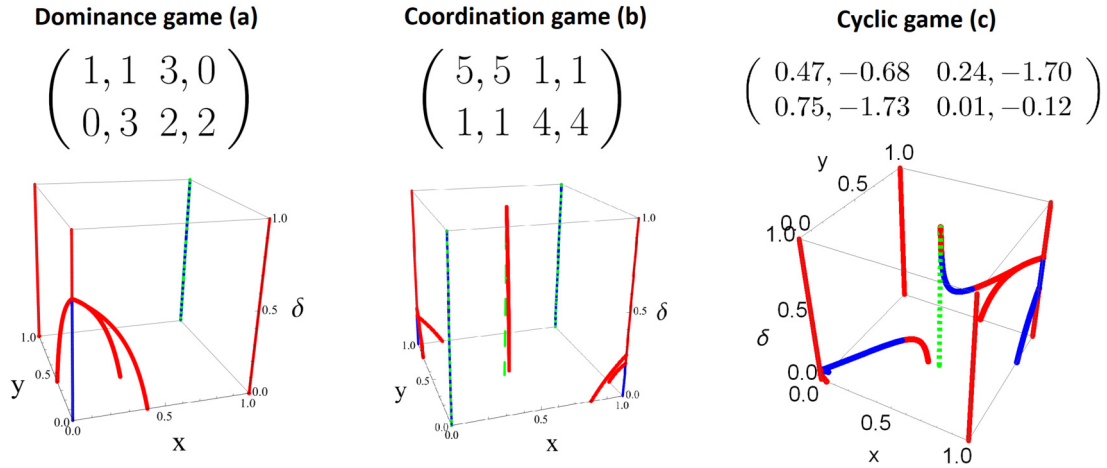 Dominance game (a)
1, 1 3, 0
0, 3 2, 2
1.0
0.5
δ
0.0
1.0
0.5
y
0.0
0.0
0.5
1.0
x
Coordination game (b)
5, 5 1, 1
1, 1 4, 4
1.0
0.5
δ
0.0
1.0
0.5
y
0.0
0.0
0.5
1.0
x
Cyclic game (c)
0.47, −0.68 0.24, −1.70
0.75, −1.73 0.01, −0.12
y
1.0
0.5
0.0
1.0
0.5
δ
0.0
0.0
0.5
x
1.0